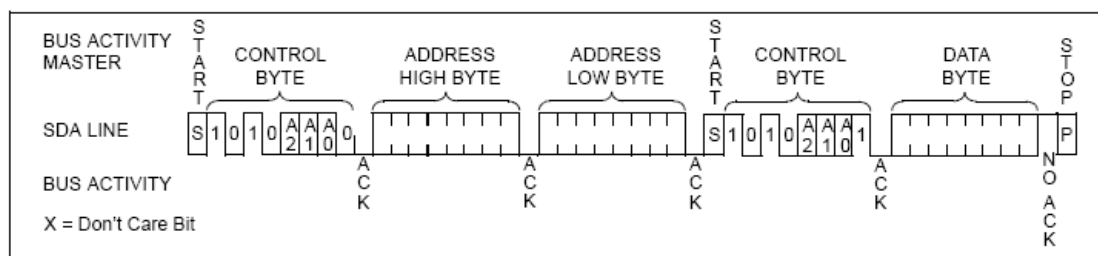 BUS ACTIVITY
MASTER
START
CONTROL
BYTE
ADDRESS
HIGH BYTE
ADDRESS
LOW BYTE
START
CONTROL
BYTE
DATA
BYTE
STOP
SDA LINE
S 1 0 1 0 A2 A1 A0 0
S 1 0 1 0 A2 A1 A0 1
P
BUS ACTIVITY
ACK
ACK
ACK
ACK
NO ACK
X = Don't Care Bit